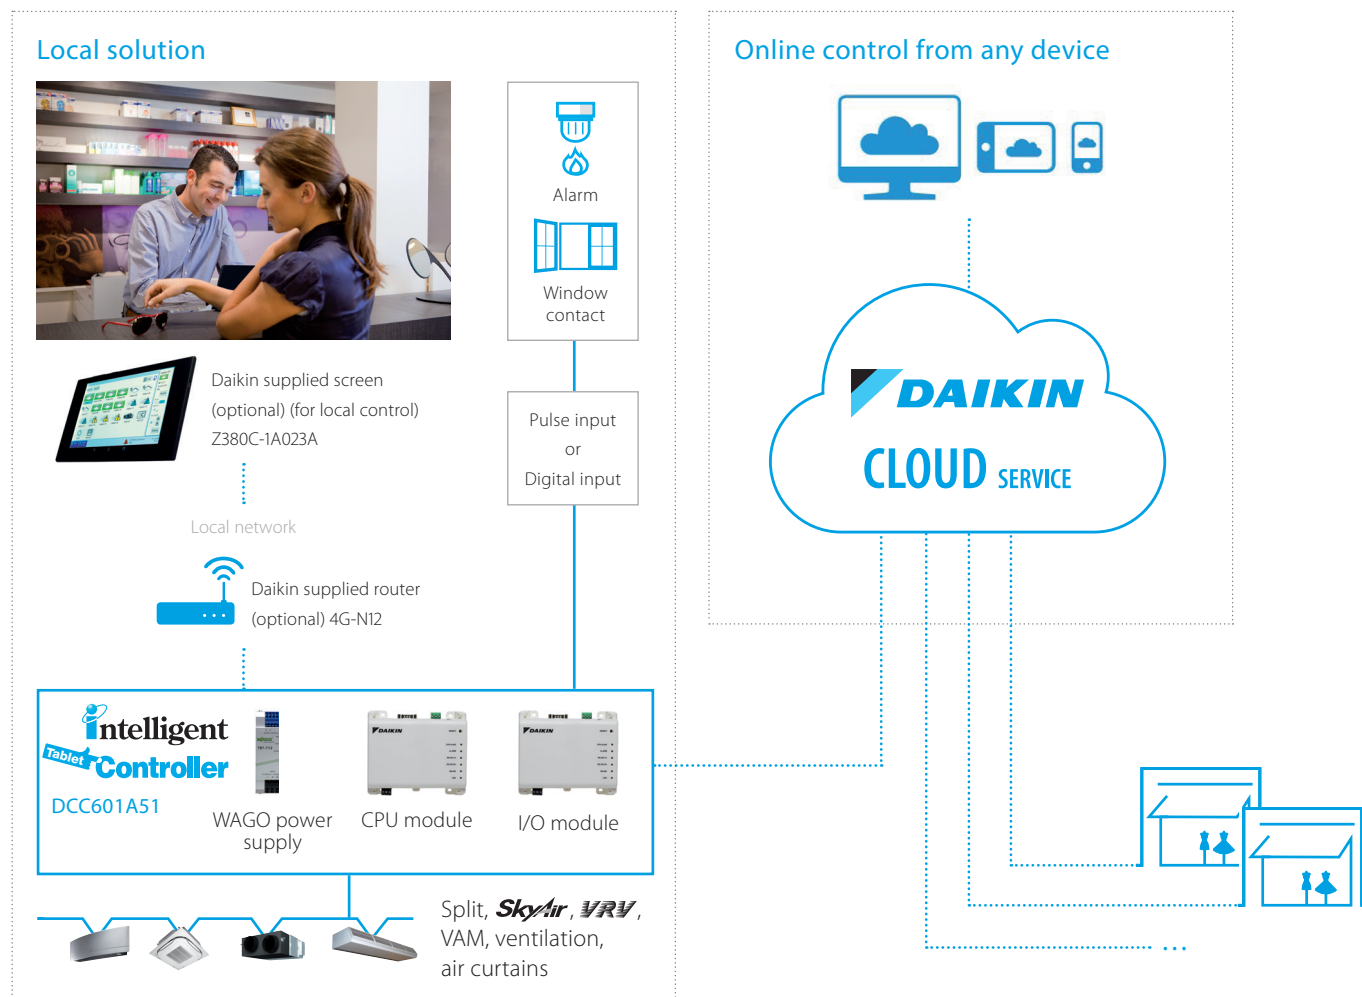 Local solution
Alarm
Window
contact
Daikin supplied screen
(optional) (for local control)
Z380C-1A023A
Pulse input
or
Digital input
Local network
Daikin supplied router
(optional) 4G-N12
intelligent
Tablet Controller
DCC601A51
WAGO power
supply
DAIKIN
CPU module
DAIKIN
I/O module
Split, SkyAir, VRV,
VAM, ventilation,
air curtains
Online control from any device
DAIKIN
CLOUD SERVICE
...